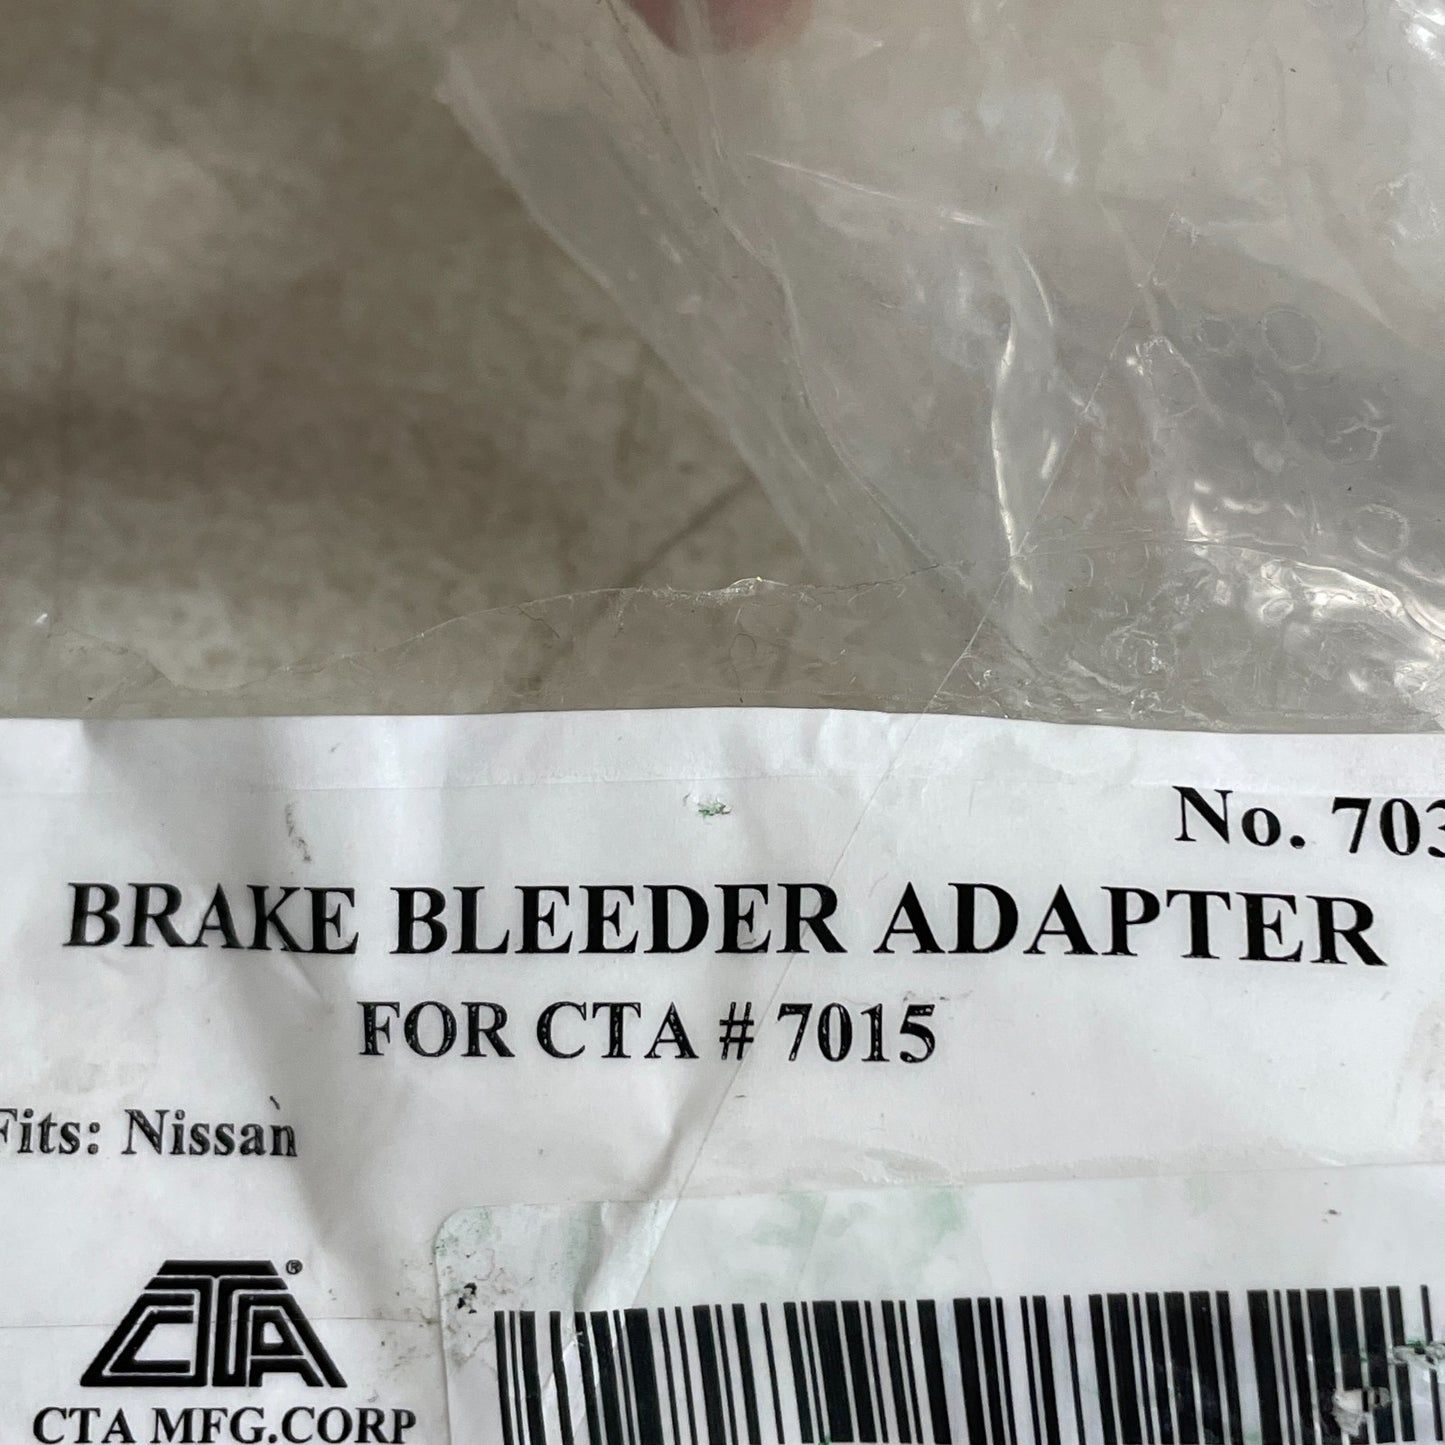 No. 703
BRAKE BLEEDER ADAPTER
FOR CTA # 7015
Fits: Nissan
CTA®
CTA MFG.CORP